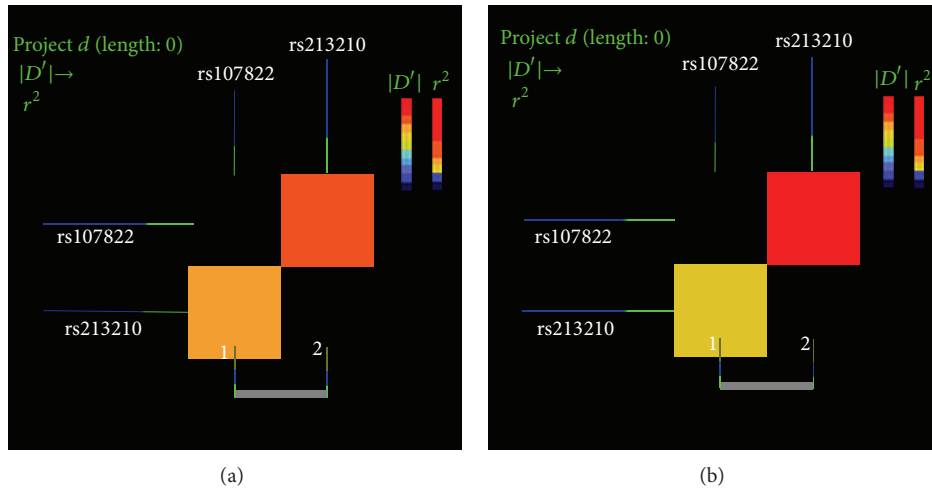 Project d (length: 0)
|D′|→
r²
rs107822
rs213210
|D′| r²
rs107822
rs213210
1
2
(a)
Project d (length: 0)
|D′|→
r²
rs107822
rs213210
|D′| r²
rs107822
rs213210
1
2
(b)